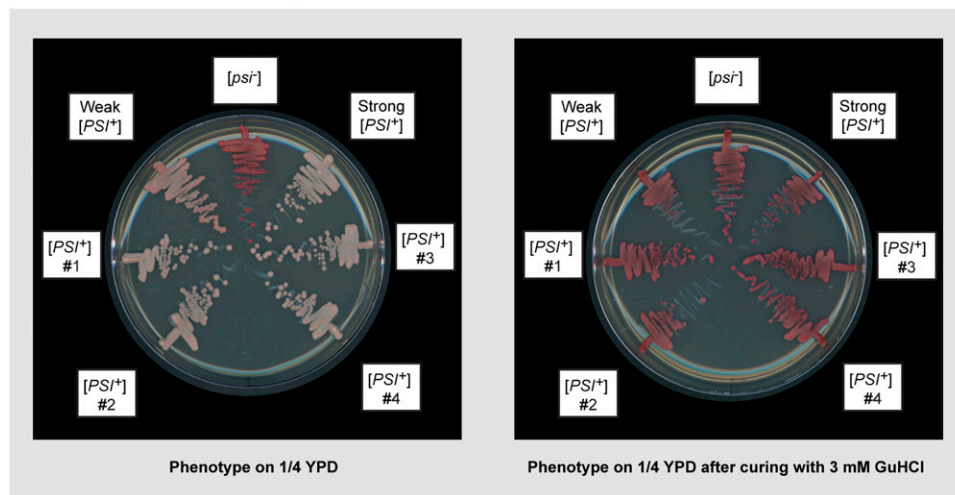 [psi-]
Weak
[PSI+]
Strong
[PSI+]
[PSI+]
#1
[PSI+]
#3
[PSI+]
#2
[PSI+]
#4
Phenotype on 1/4 YPD
[psi-]
Weak
[PSI+]
Strong
[PSI+]
[PSI+]
#1
[PSI+]
#3
[PSI+]
#2
[PSI+]
#4
Phenotype on 1/4 YPD after curing with 3 mM GuHCl